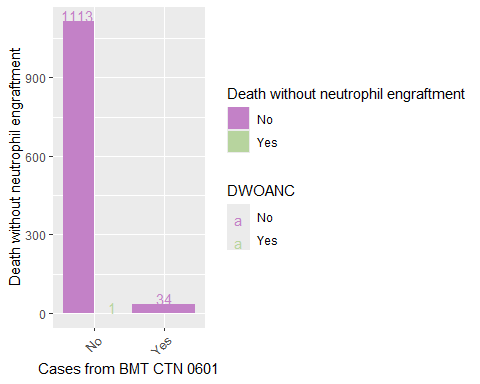 1113
Death without neutrophil engraftment
900
600
300
0
1
34
No
Yes
Cases from BMT CTN 0601
Death without neutrophil engraftment
No
Yes
DWOANC
a No
a Yes